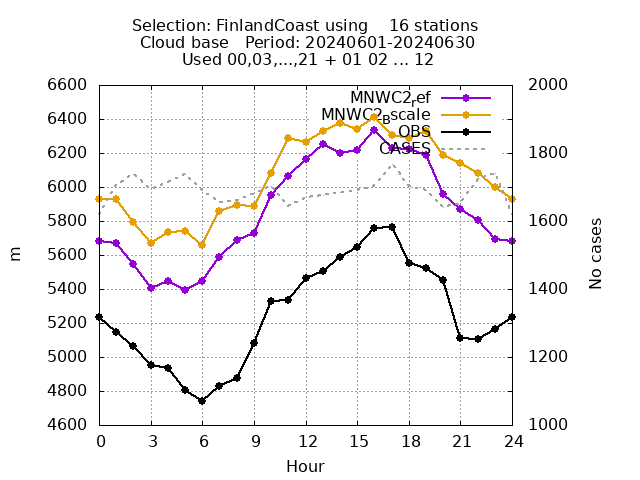 Selection: FinlandCoast using    16 stations
Cloud base   Period: 20240601-20240630
Used 00,03,...,21 + 01 02 ... 12
6600
6400
6200
6000
5800
5600
5400
5200
5000
4800
4600
2000
1800
1600
1400
1200
1000
MNWC2ref
MNWC2Bscale
OBS
CASES
m
No cases
0 3 6 9 12 15 18 21 24
Hour